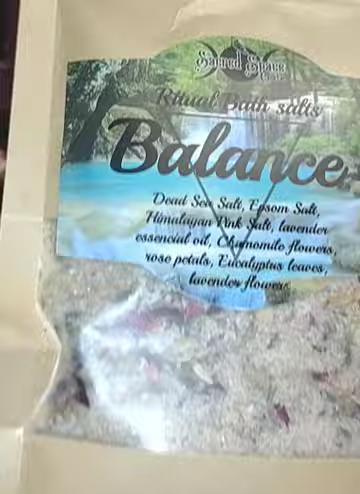 Sacred Space
Ritual Bath salts
Balance
Dead Sea Salt, Epsom Salt,
Himalayan Pink Salt, lavender
essencial oil, Chamomile flowers,
rose petals, Eucalyptus leaves,
lavender flowers